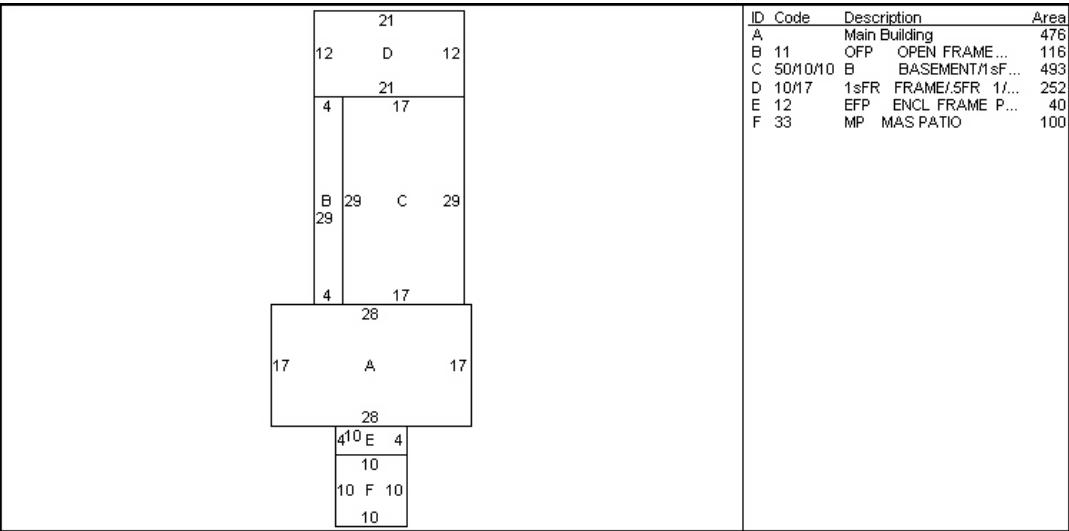 21
12 D 12
21
4 17
B 29 C 29
29
4 17
28
17 A 17
28
4 10 E 4
10
10 F 10
10
ID Code Description Area
A Main Building 476
B 11 OFP OPEN FRAME... 116
C 50/10/10 B BASEMENT/1sF... 493
D 10/17 1sFR FRAME/.5FR 1/... 252
E 12 EFP ENCL FRAME P... 40
F 33 MP MAS PATIO 100